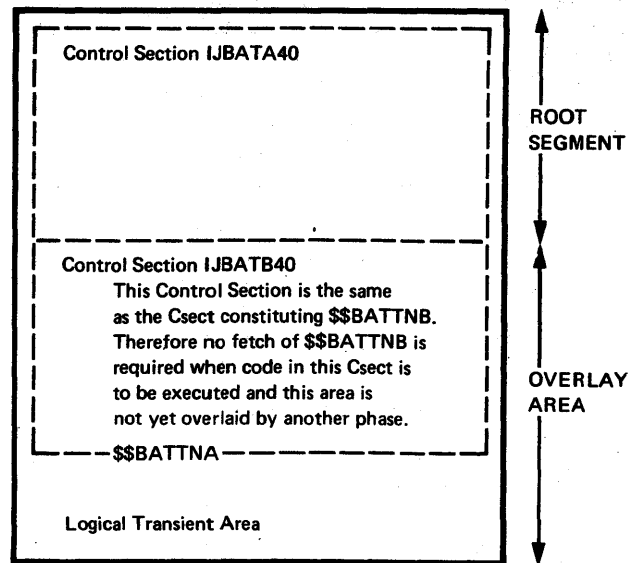 Control Section IJBATA40
ROOT
SEGMENT
Control Section IJBATB40
This Control Section is the same
as the Csect constituting $$BATTNB.
Therefore no fetch of $$BATTNB is
required when code in this Csect is
to be executed and this area is
not yet overlaid by another phase.
OVERLAY
AREA
$$BATTNA
Logical Transient Area